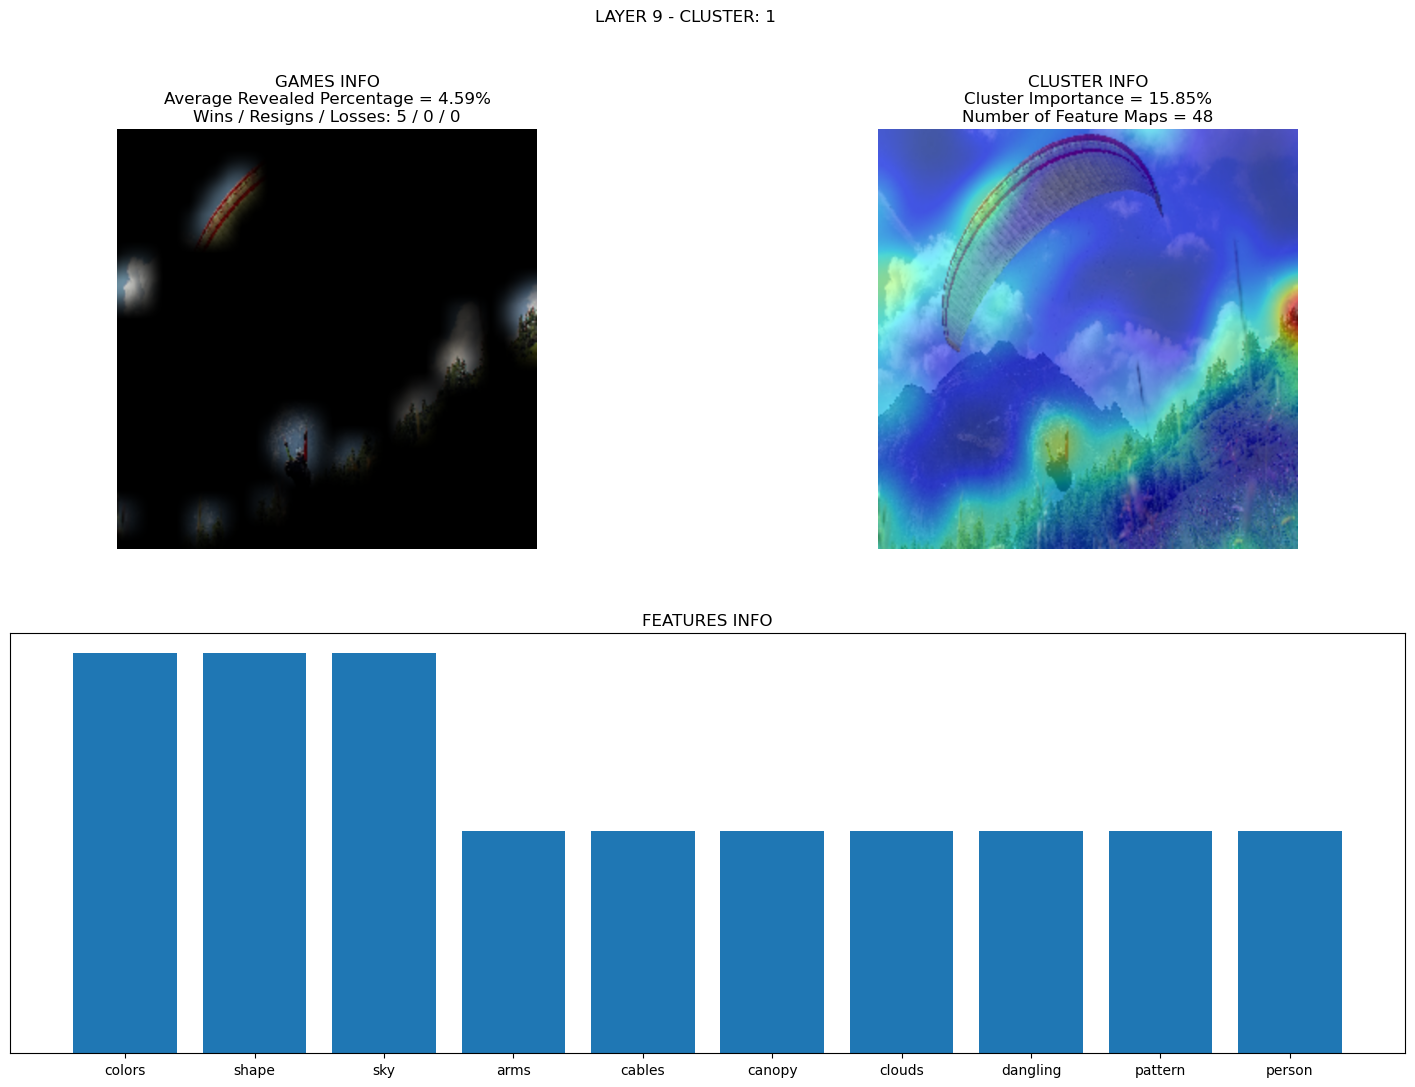 LAYER 9 - CLUSTER: 1
GAMES INFO
Average Revealed Percentage = 4.59%
Wins / Resigns / Losses: 5 / 0 / 0
CLUSTER INFO
Cluster Importance = 15.85%
Number of Feature Maps = 48
FEATURES INFO
colors shape sky arms cables canopy clouds dangling pattern person